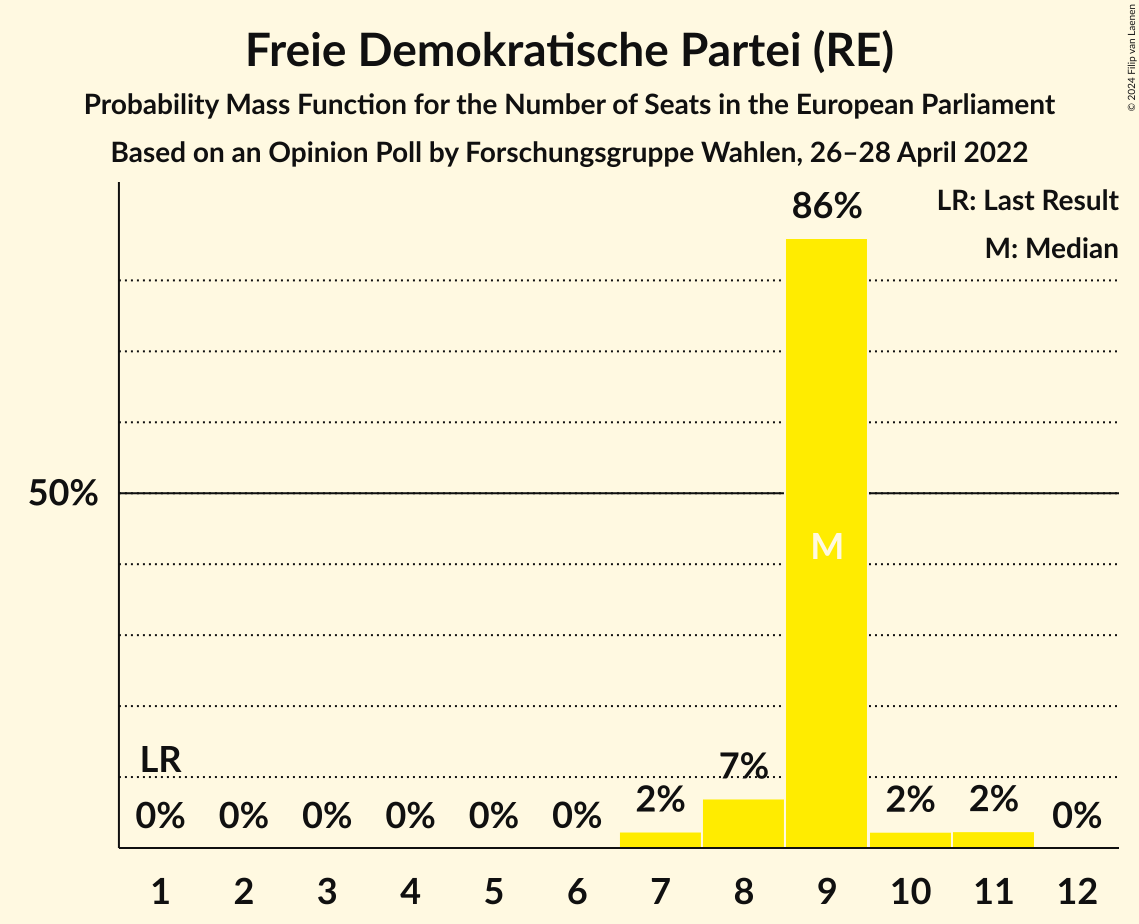 Freie Demokratische Partei (RE)
Probability Mass Function for the Number of Seats in the European Parliament
Based on an Opinion Poll by Forschungsgruppe Wahlen, 26–28 April 2022
© 2024 Filip van Laenen
LR: Last Result
M: Median
86%
50%
M
LR
7%
0% 0% 0% 0% 0% 0% 2% 2% 2% 0%
1 2 3 4 5 6 7 8 9 10 11 12